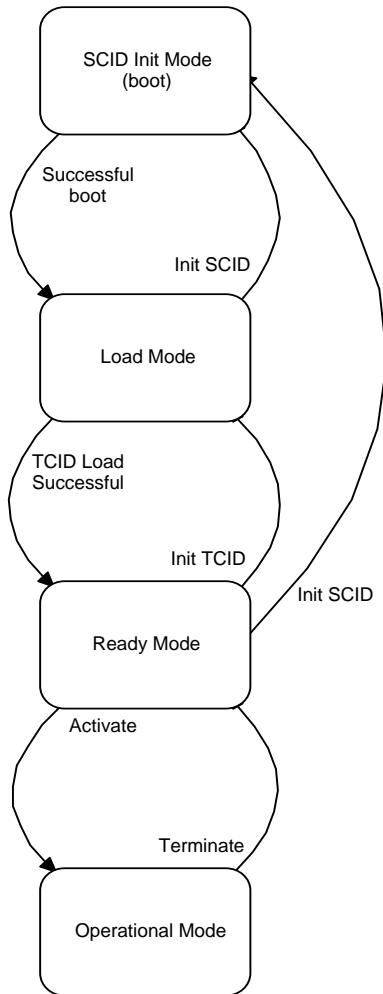 SCID Init Mode
(boot)
Successful
boot
Init SCID
Load Mode
TCID Load
Successful
Init TCID
Init SCID
Ready Mode
Activate
Terminate
Operational Mode